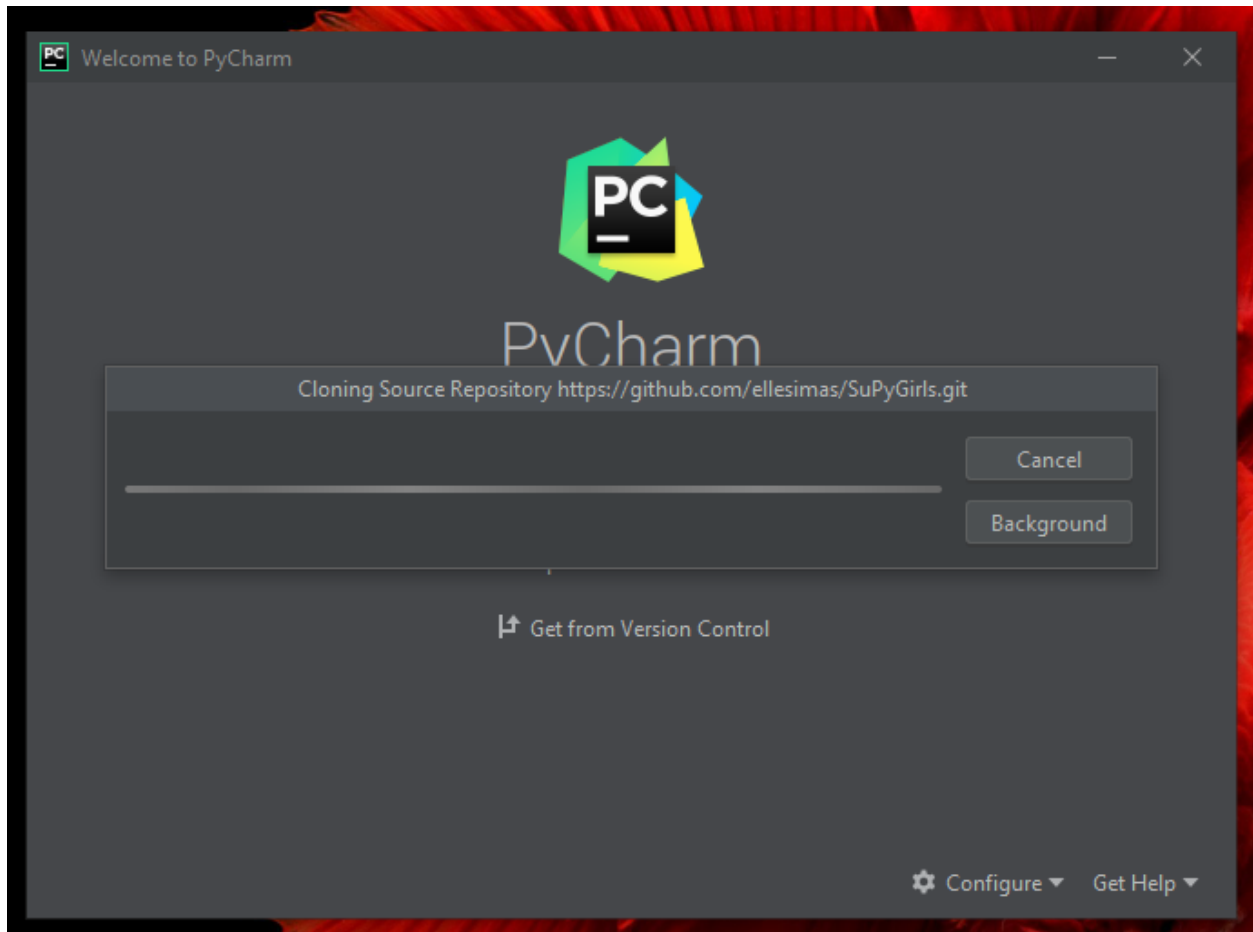 Welcome to PyCharm
PC
PyCharm
Cloning Source Repository https://github.com/ellesimas/SuPyGirls.git
Cancel
Background
Get from Version Control
Configure
Get Help